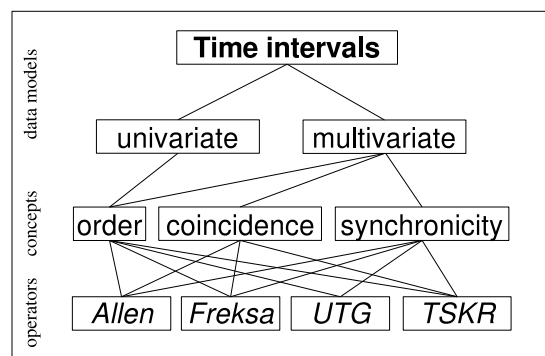 Time intervals
data models
univariate multivariate
concepts
order coincidence synchronicity
operators
Allen Freksa UTG TSKR